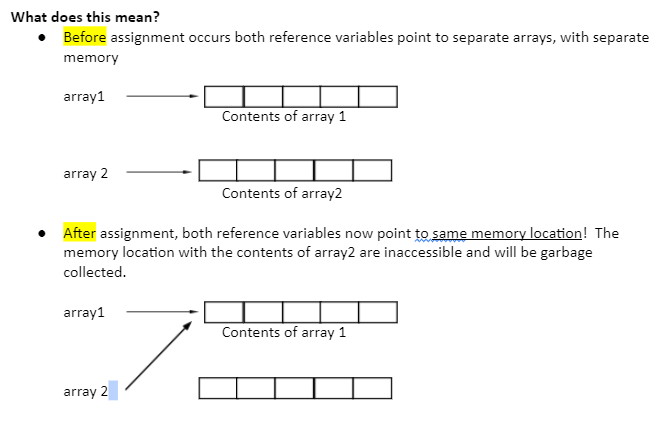 What does this mean?
● Before assignment occurs both reference variables point to separate arrays, with separate
memory
array1
Contents of array 1
array 2
Contents of array2
● After assignment, both reference variables now point to same memory location! The
memory location with the contents of array2 are inaccessible and will be garbage
collected.
array1
Contents of array 1
array 2